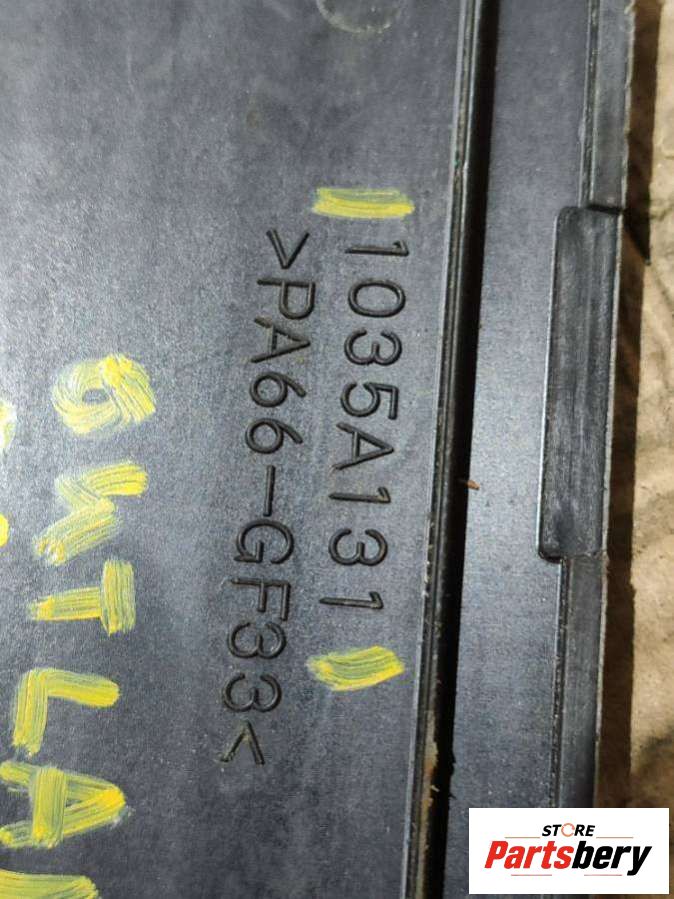 1035A131
>PA66-GF33<
STORE
Partsbery